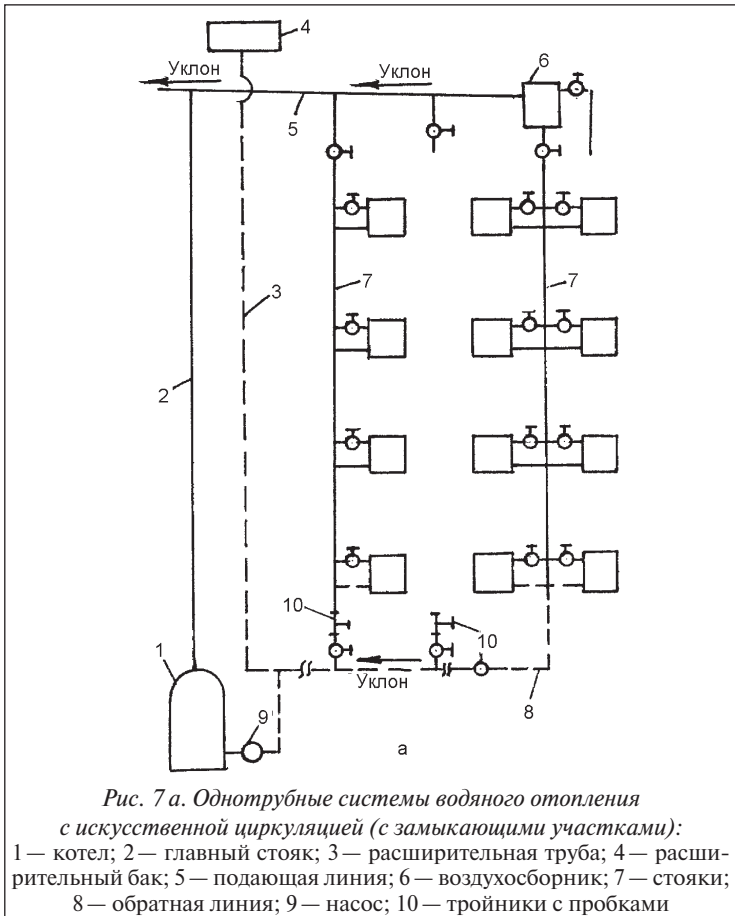 4
Уклон
Уклон
6
5
7
7
3
2
10
10
1
Уклон
8
9
а
Рис. 7 а. Однотрубные системы водяного отопления
с искусственной циркуляцией (с замыкающими участками):
1 — котел; 2 — главный стояк; 3 — расширительная труба; 4 — расши-
рительный бак; 5 — подающая линия; 6 — воздухосборник; 7 — стояки;
8 — обратная линия; 9 — насос; 10 — тройники с пробками